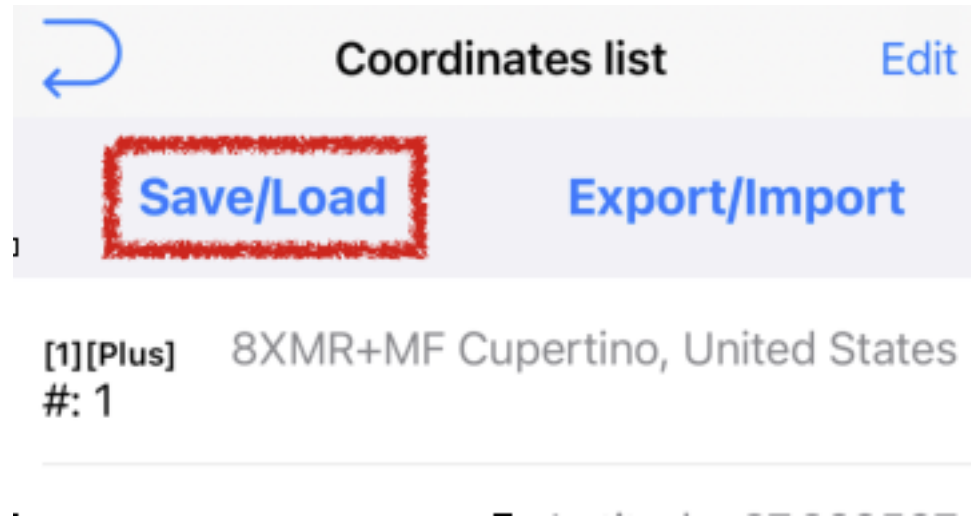 Coordinates list Edit
Save/Load Export/Import
[1][Plus] 8XMR+MF Cupertino, United States
#: 1